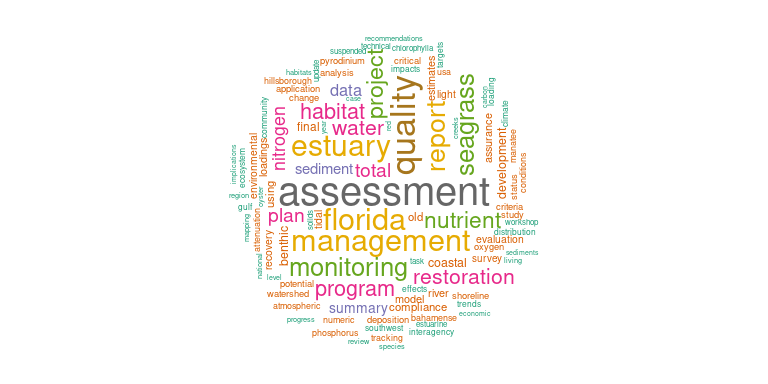 recommendations
technical
chlorophylla
suspended
pyrodinium
critical
targets
habitats
update
analysis
impacts
estimates
usa
hillsborough
project
quality
seagrass
application
data
case
light
carbon
loading
change
habitat
report
climate
community
nitrogen
final
year
water
red
creeks
assurance
estuary
manatee
implications
ecosystem
environmental
loadings
sediment
total
development
status
conditions
region
oyster
using
assessment
gulf
plan
solids
tidal
florida
old
nutrient
criteria
study
workshop
mapping
attenuation
distribution
recovery
benthic
management
evaluation
oxygen
sediments
national
monitoring
task
coastal
survey
living
level
potential
program
effects
restoration
watershed
model
river
shoreline
atmospheric
summary
compliance
trends
progress
numeric
deposition
bahamense
economic
phosphorus
southwest
estuarine
interagency
review
tracking
species